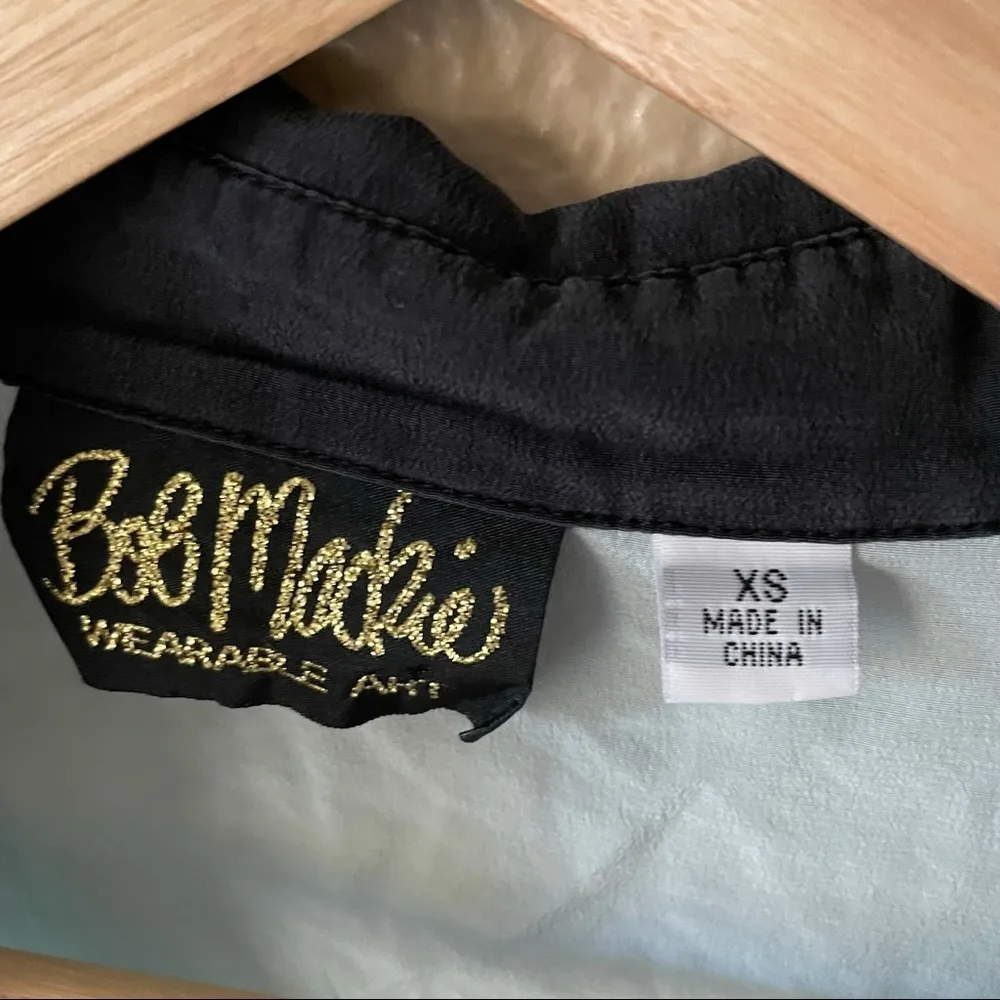 Bob Mackie
WEARABLE ART
XS
MADE IN
CHINA